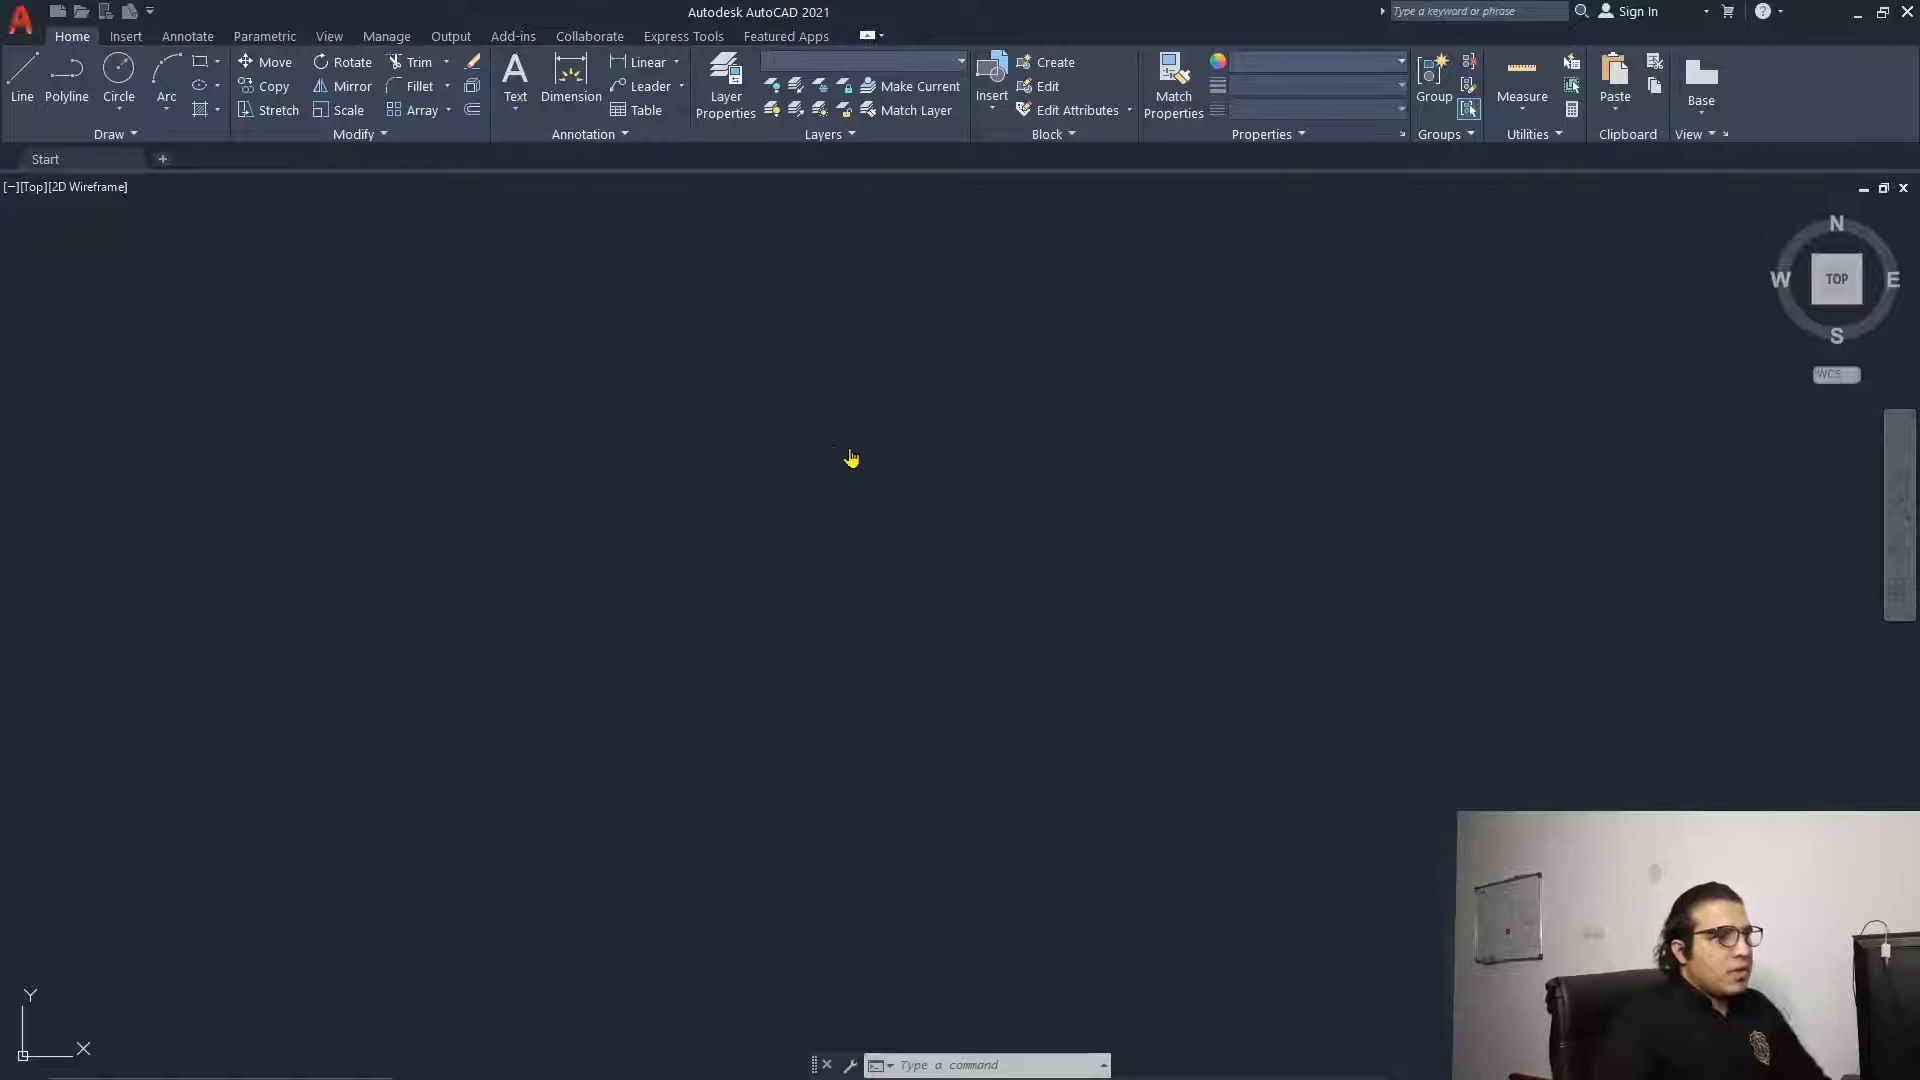 Autodesk AutoCAD 2021
Type a keyword or phrase
Sign In
Home Insert Annotate Parametric View Manage Output Add-ins Collaborate Express Tools Featured Apps
Line Polyline Circle Arc
Move Rotate Trim
Copy Mirror Fillet
Stretch Scale Array
Text Dimension
Linear
Leader
Table
Layer Properties
Make Current
Match Layer
Insert
Create
Edit
Edit Attributes
Match Properties
Group
Measure
Paste
Base
Draw Modify Annotation Layers Block Properties Groups Utilities Clipboard View
Start
[−][Top][2D Wireframe]
N
W TOP E
S
WCS
Y
X
Type a command